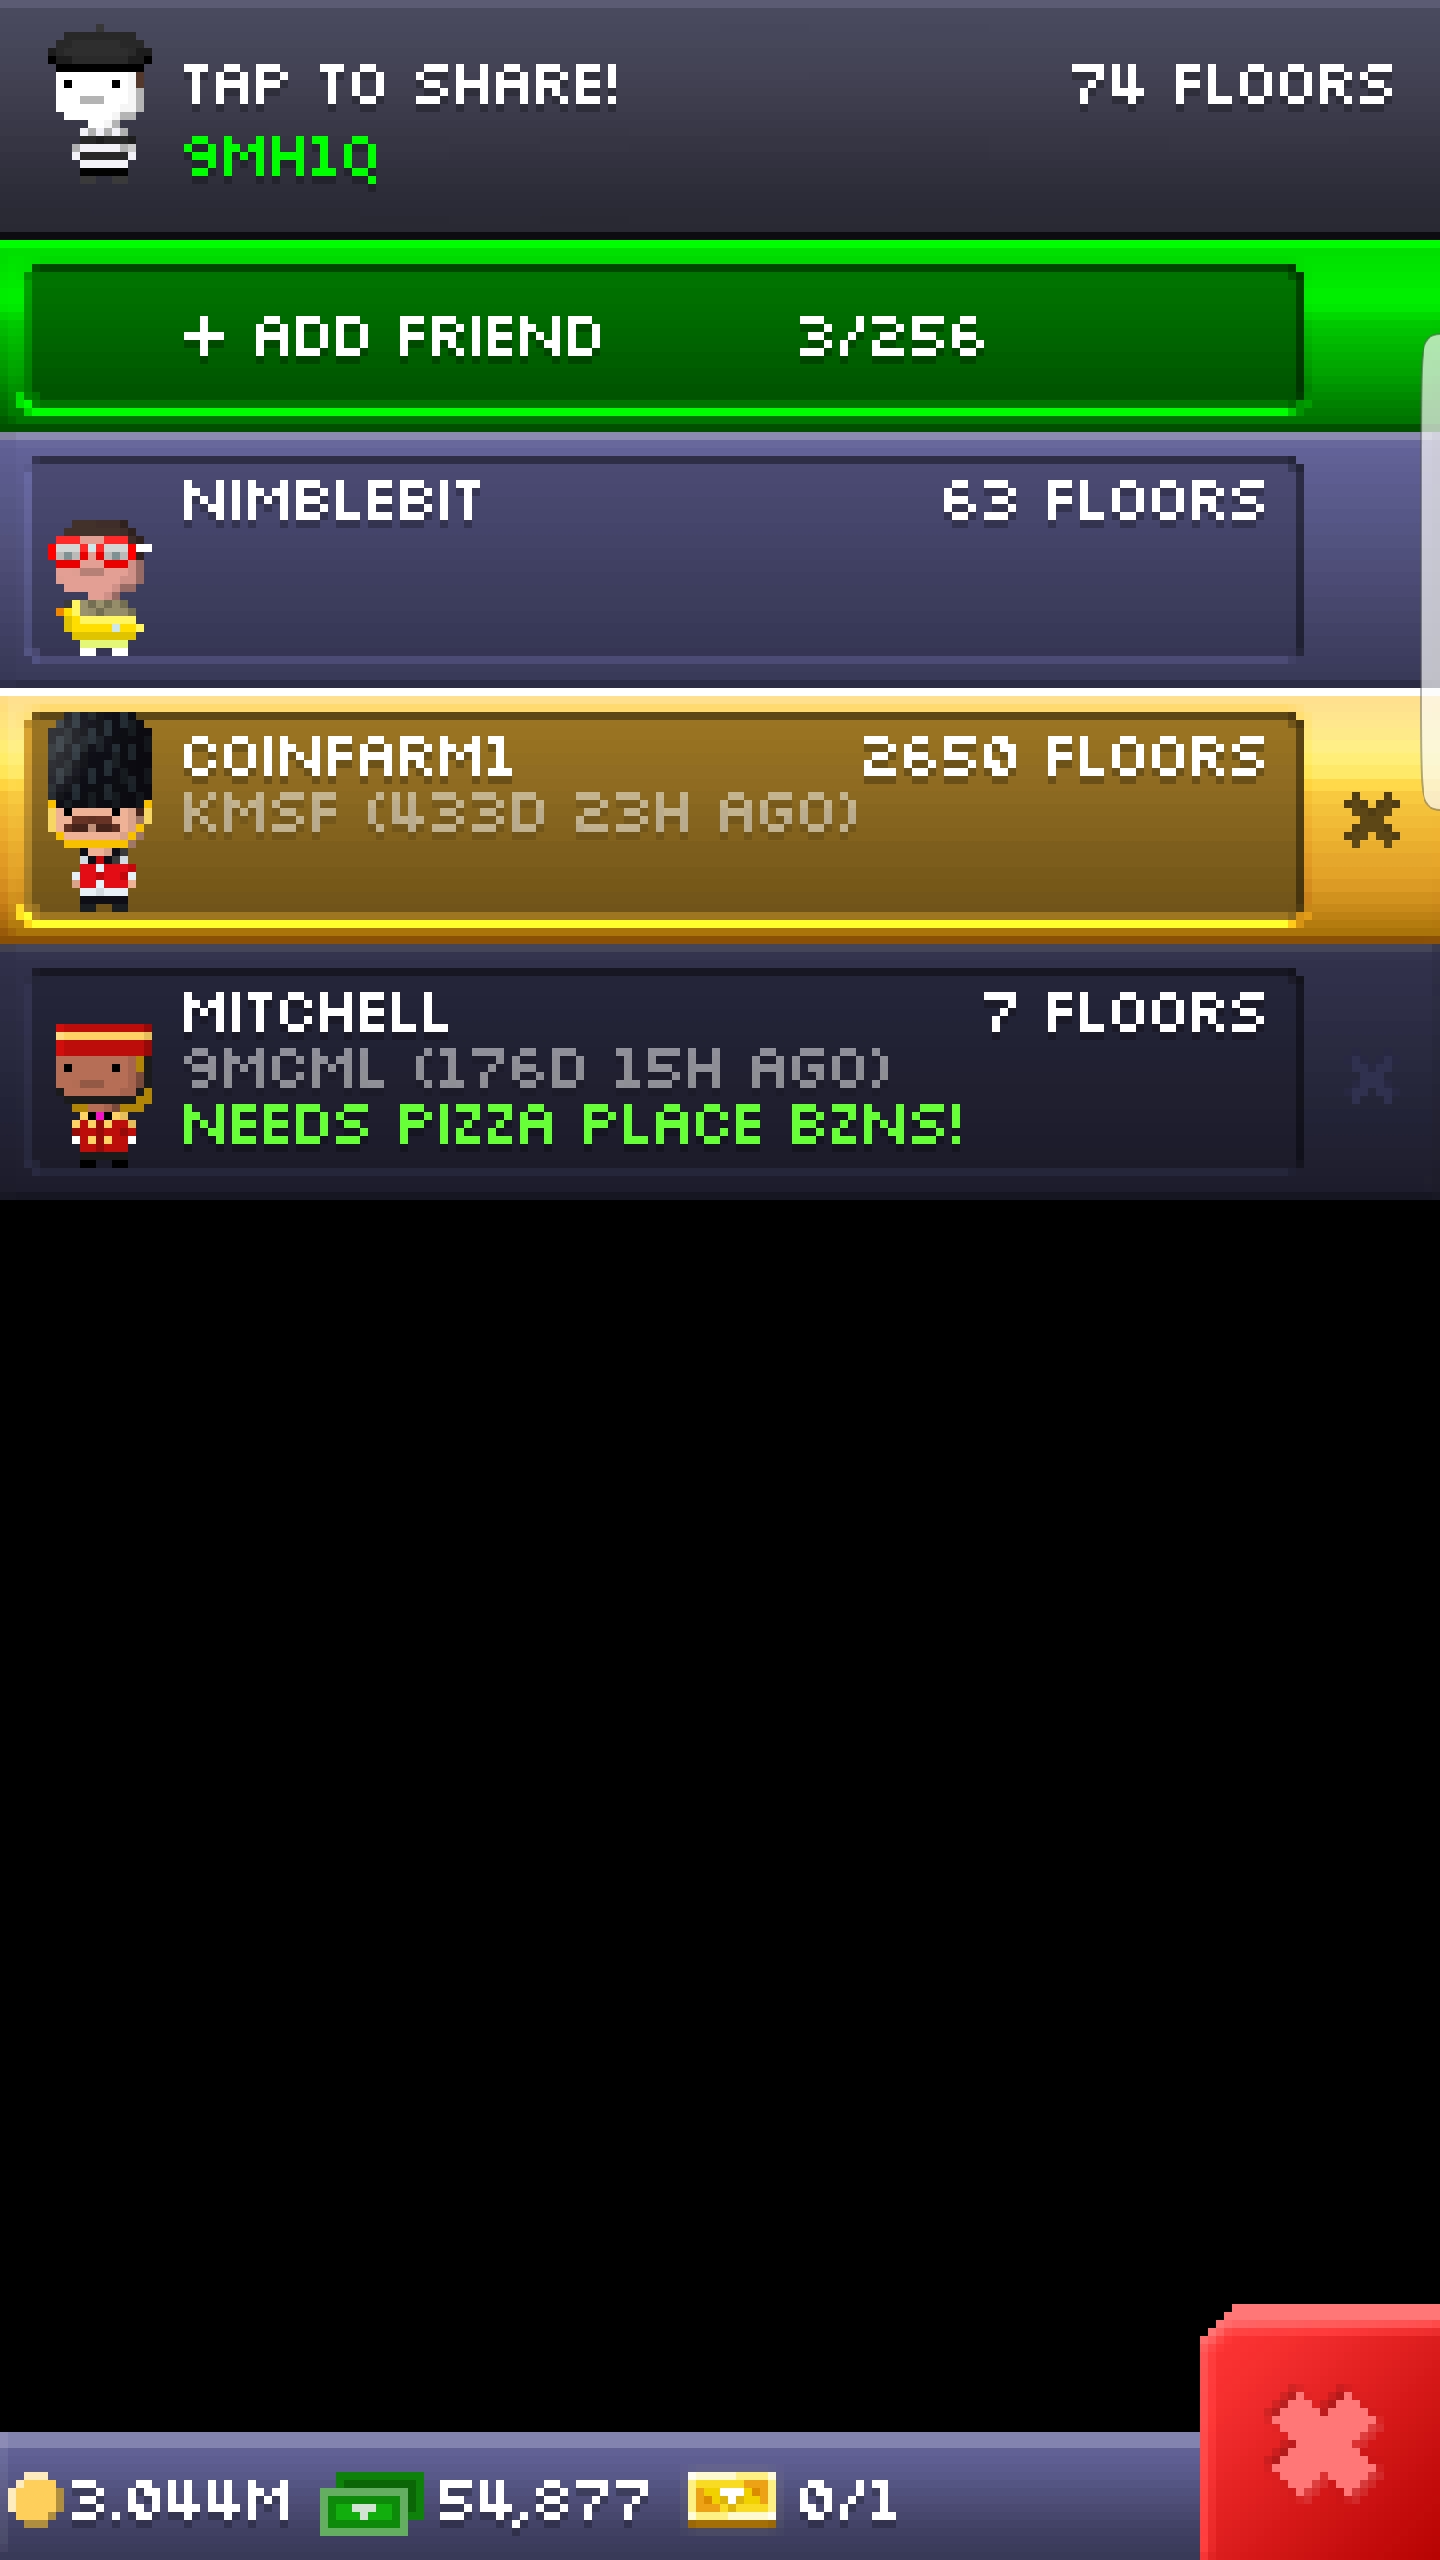 TAP TO SHARE! 74 FLOORS
9MH1Q
+ ADD FRIEND 3/256
NIMBLEBIT 63 FLOORS
COINFARM1 2650 FLOORS
KMSF (433D 23H AGO)
MITCHELL 7 FLOORS
9MCML (176D 15H AGO)
NEEDS PIZZA PLACE BZNS!
3.044M 54,877 0/1